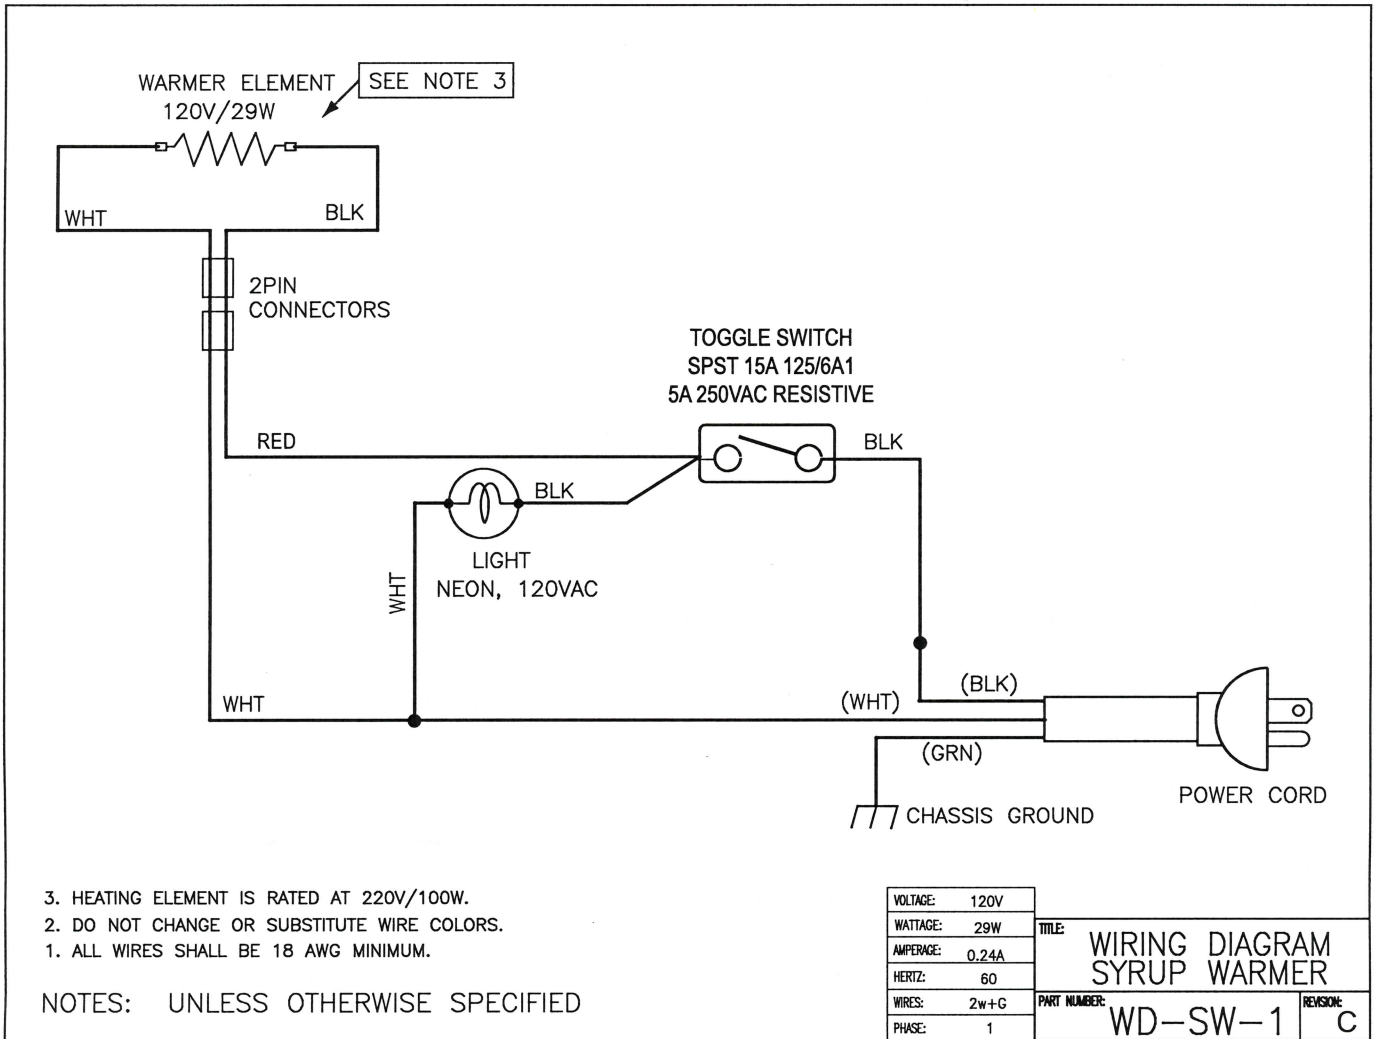 WARMER ELEMENT
120V/29W
SEE NOTE 3
WHT
BLK
2PIN
CONNECTORS
TOGGLE SWITCH
SPST 15A 125/6A1
5A 250VAC RESISTIVE
RED
BLK
BLK
LIGHT
NEON, 120VAC
WHT
WHT
(WHT)
(BLK)
(GRN)
POWER CORD
CHASSIS GROUND
3. HEATING ELEMENT IS RATED AT 220V/100W.
2. DO NOT CHANGE OR SUBSTITUTE WIRE COLORS.
1. ALL WIRES SHALL BE 18 AWG MINIMUM.
NOTES: UNLESS OTHERWISE SPECIFIED
VOLTAGE: 120V
WATTAGE: 29W
AMPERAGE: 0.24A
HERTZ: 60
WIRES: 2w+G
PHASE: 1
TITLE:
WIRING DIAGRAM
SYRUP WARMER
PART NUMBER:
WD-SW-1
REVISION:
C